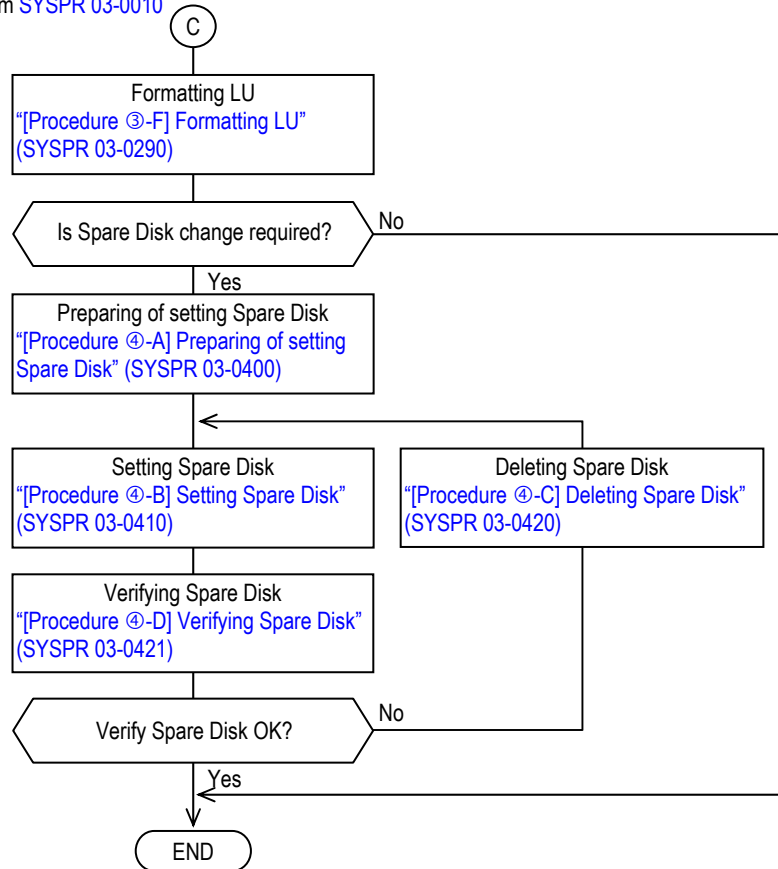 m SYSPR 03-0010
C
Formatting LU
“[Procedure ③-F] Formatting LU”
(SYSPR 03-0290)
Is Spare Disk change required?
No
Yes
Preparing of setting Spare Disk
“[Procedure ④-A] Preparing of setting
Spare Disk” (SYSPR 03-0400)
Setting Spare Disk
“[Procedure ④-B] Setting Spare Disk”
(SYSPR 03-0410)
Deleting Spare Disk
“[Procedure ④-C] Deleting Spare Disk”
(SYSPR 03-0420)
Verifying Spare Disk
“[Procedure ④-D] Verifying Spare Disk”
(SYSPR 03-0421)
Verify Spare Disk OK?
No
Yes
END